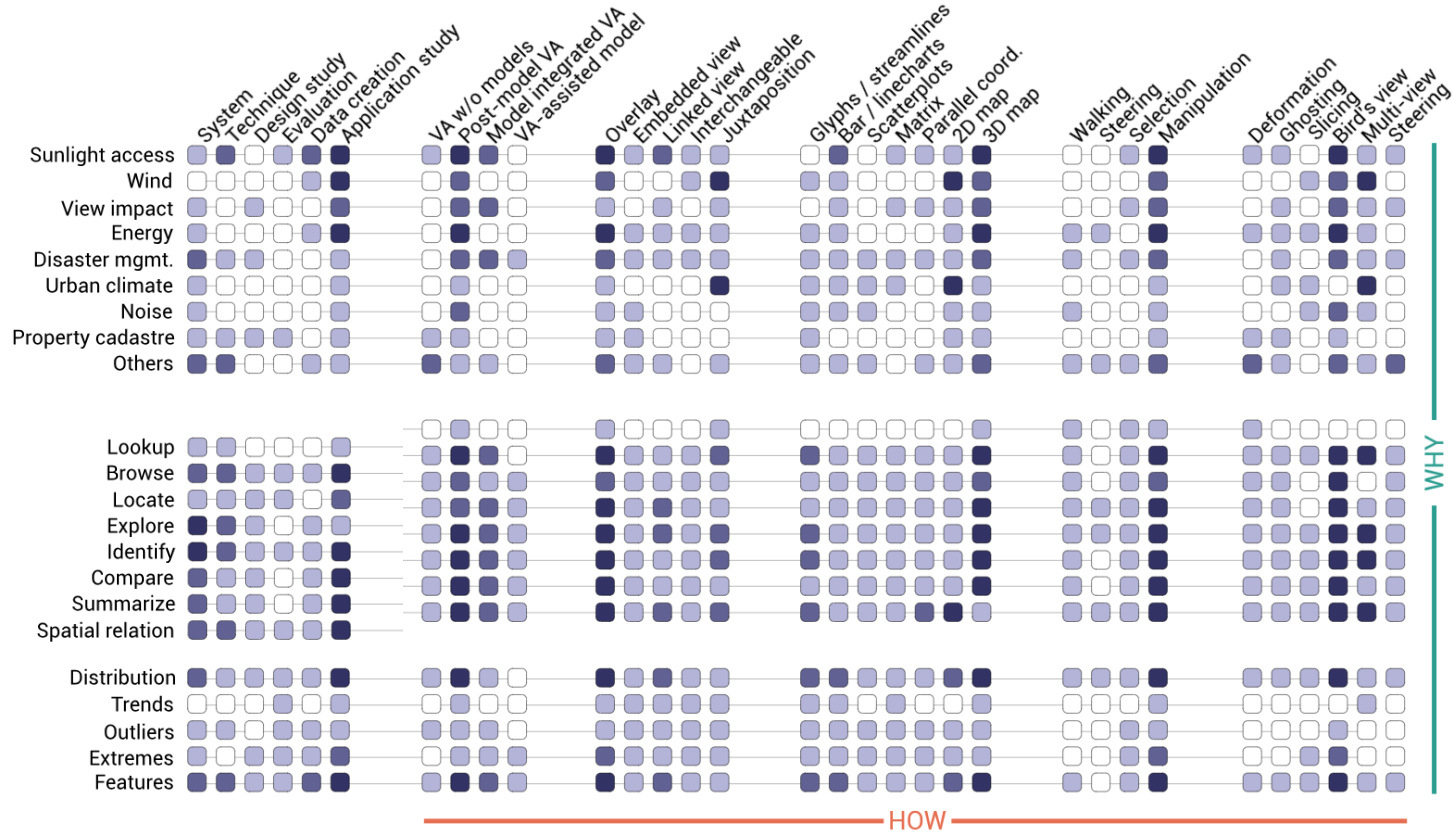 System
Technique
Design study
Evaluation
Data creation
Application study
VA w/o models
Post-model VA
Model integrated VA
VA-assisted model
Overlay
Embedded view
Linked view
Interchangeable
Juxtaposition
Glyphs / streamlines
Bar / linecharts
Scatterplots
Matrix
Parallel coord.
2D map
3D map
Walking
Steering
Selection
Manipulation
Deformation
Ghosting
Slicing
Bird's view
Multi-view
Steering
Sunlight access
Wind
View impact
Energy
Disaster mgmt.
Urban climate
Noise
Property cadastre
Others
Lookup
Browse
Locate
Explore
Identify
Compare
Summarize
Spatial relation
Distribution
Trends
Outliers
Extremes
Features
WHY
HOW